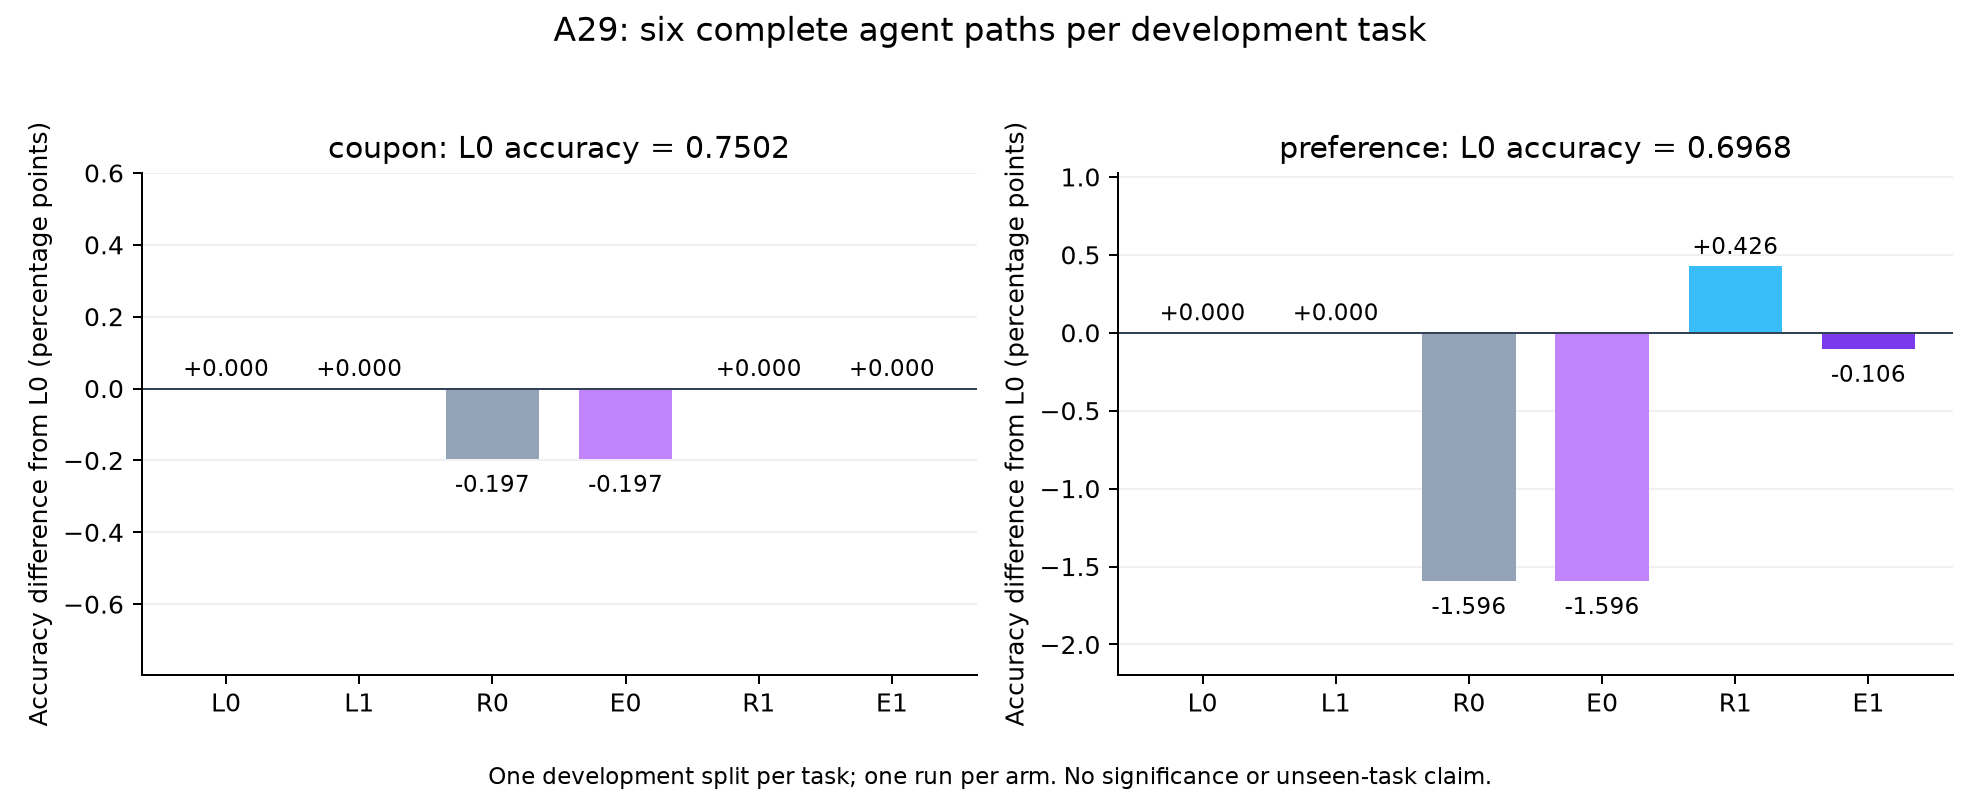 A29: six complete agent paths per development task
coupon: L0 accuracy = 0.7502
Accuracy difference from L0 (percentage points)
0.6
0.4
0.2
0.0
−0.2
−0.4
−0.6
+0.000
+0.000
-0.197
-0.197
+0.000
+0.000
L0
L1
R0
E0
R1
E1
preference: L0 accuracy = 0.6968
Accuracy difference from L0 (percentage points)
1.0
0.5
0.0
−0.5
−1.0
−1.5
−2.0
+0.000
+0.000
-1.596
-1.596
+0.426
-0.106
L0
L1
R0
E0
R1
E1
One development split per task; one run per arm. No significance or unseen-task claim.